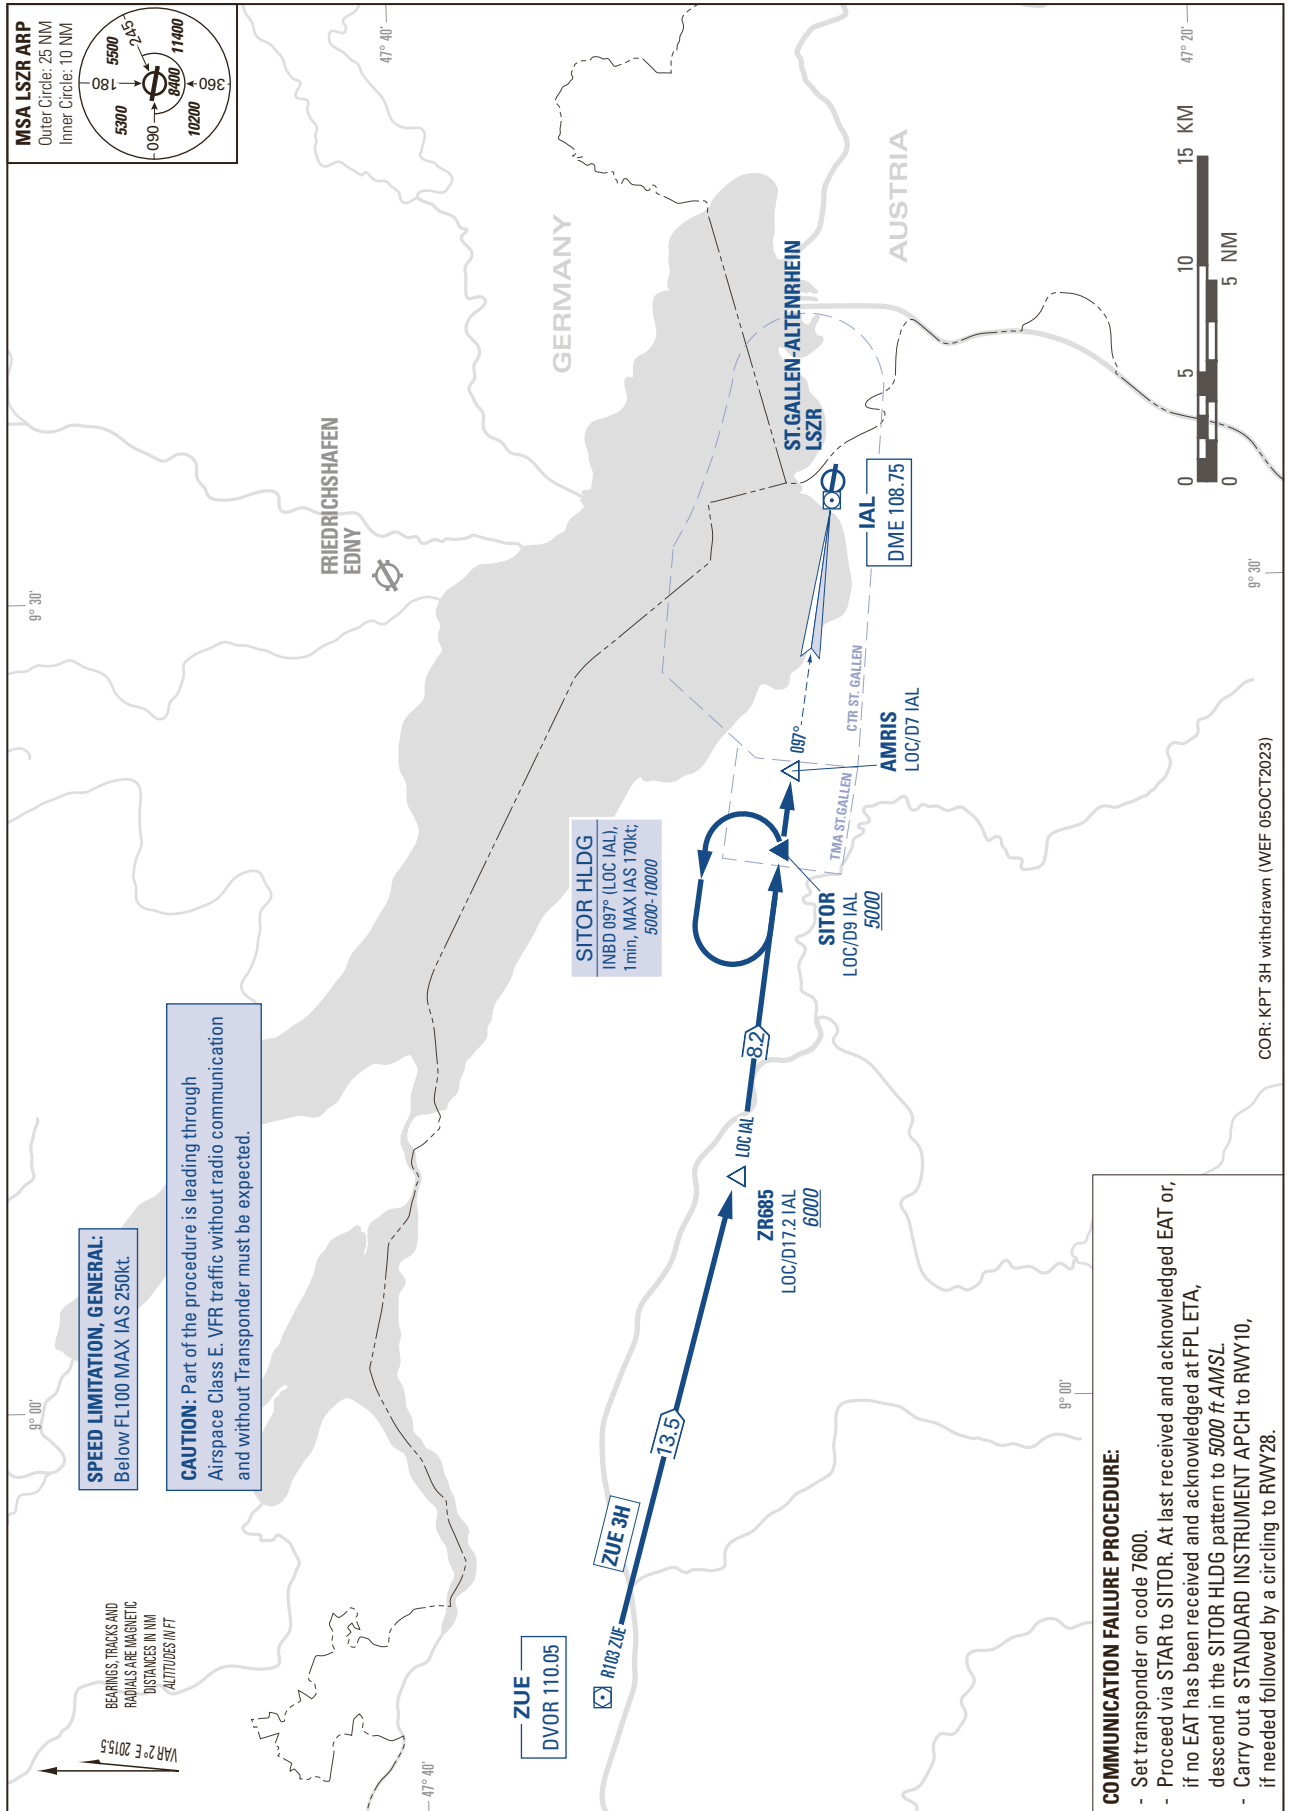 MSA LSZR ARP
Outer Circle: 25 NM
Inner Circle: 10 NM
180
245
5500
5300
11400
8400
10200
090
360
47° 40'
47° 20'
9° 30'
9° 00'
GERMANY
AUSTRIA
FRIEDRICHSHAFEN
EDNY
ST.GALLEN-ALTENRHEIN
LSZR
IAL
DME 108.75
15 KM
10
5
0
5 NM
0
9° 30'
9° 00'
47° 40'
SPEED LIMITATION, GENERAL:
Below FL100 MAX IAS 250kt.
CAUTION: Part of the procedure is leading through
Airspace Class E. VFR traffic without radio communication
and without Transponder must be expected.
BEARINGS, TRACKS AND
RADIALS ARE MAGNETIC
DISTANCES IN NM
ALTITUDES IN FT
VAR 2° E 2015.5
SITOR HLDG
INBD 097° (LOC IAL),
1min, MAX IAS 170kt;
5000-10000
ZUE
DVOR 110.05
R103 ZUE
ZUE 3H
13.5
ZR685
LOC/D17.2 IAL
6000
LOC IAL
8.2
SITOR
LOC/D9 IAL
5000
AMRIS
LOC/D7 IAL
097°
TMA ST.GALLEN
CTR ST. GALLEN
COR: KPT 3H withdrawn (WEF 05OCT2023)
COMMUNICATION FAILURE PROCEDURE:
- Set transponder on code 7600.
- Proceed via STAR to SITOR. At last received and acknowledged EAT or,
if no EAT has been received and acknowledged at FPL ETA,
descend in the SITOR HLDG pattern to 5000 ft AMSL.
- Carry out a STANDARD INSTRUMENT APCH to RWY10,
if needed followed by a circling to RWY28.